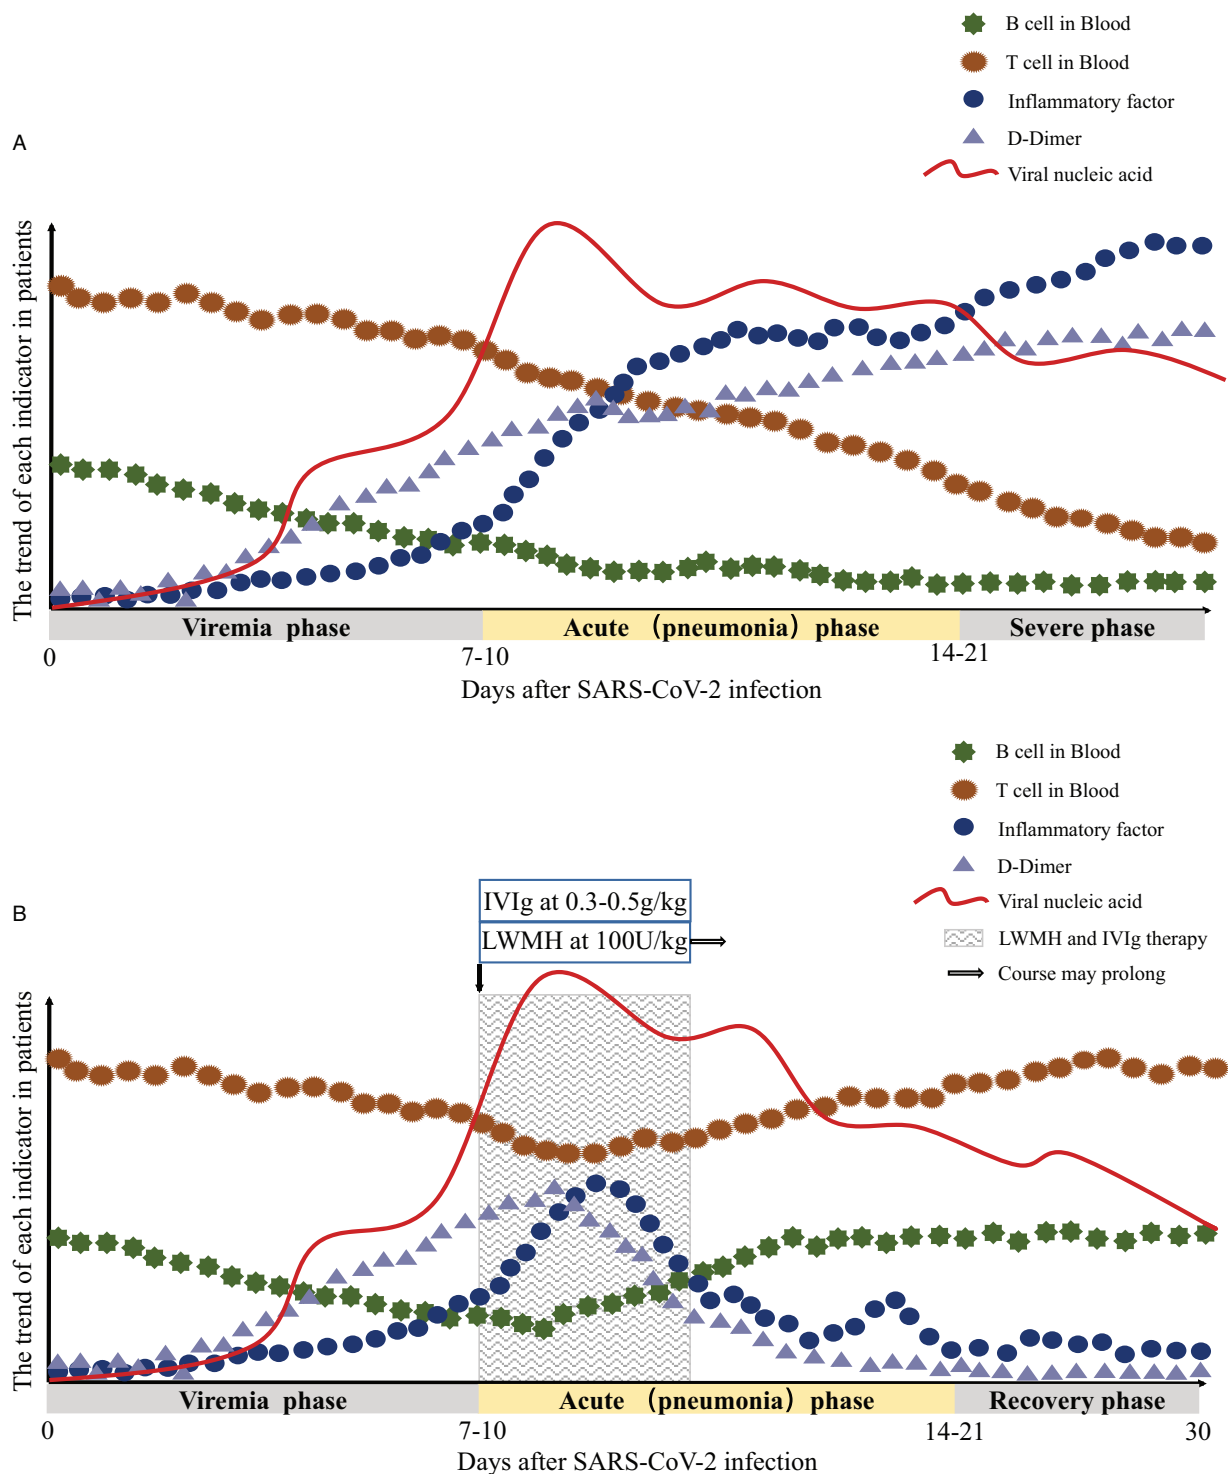 B cell in Blood
T cell in Blood
Inflammatory factor
D-Dimer
Viral nucleic acid
A
The trend of each indicator in patients
Viremia phase
Acute (pneumonia) phase
Severe phase
0
7-10
14-21
Days after SARS-CoV-2 infection
B cell in Blood
T cell in Blood
Inflammatory factor
D-Dimer
Viral nucleic acid
LWMH and IVIg therapy
Course may prolong
B
IVIg at 0.3-0.5g/kg
LWMH at 100U/kg
The trend of each indicator in patients
Viremia phase
Acute (pneumonia) phase
Recovery phase
0
7-10
14-21
30
Days after SARS-CoV-2 infection